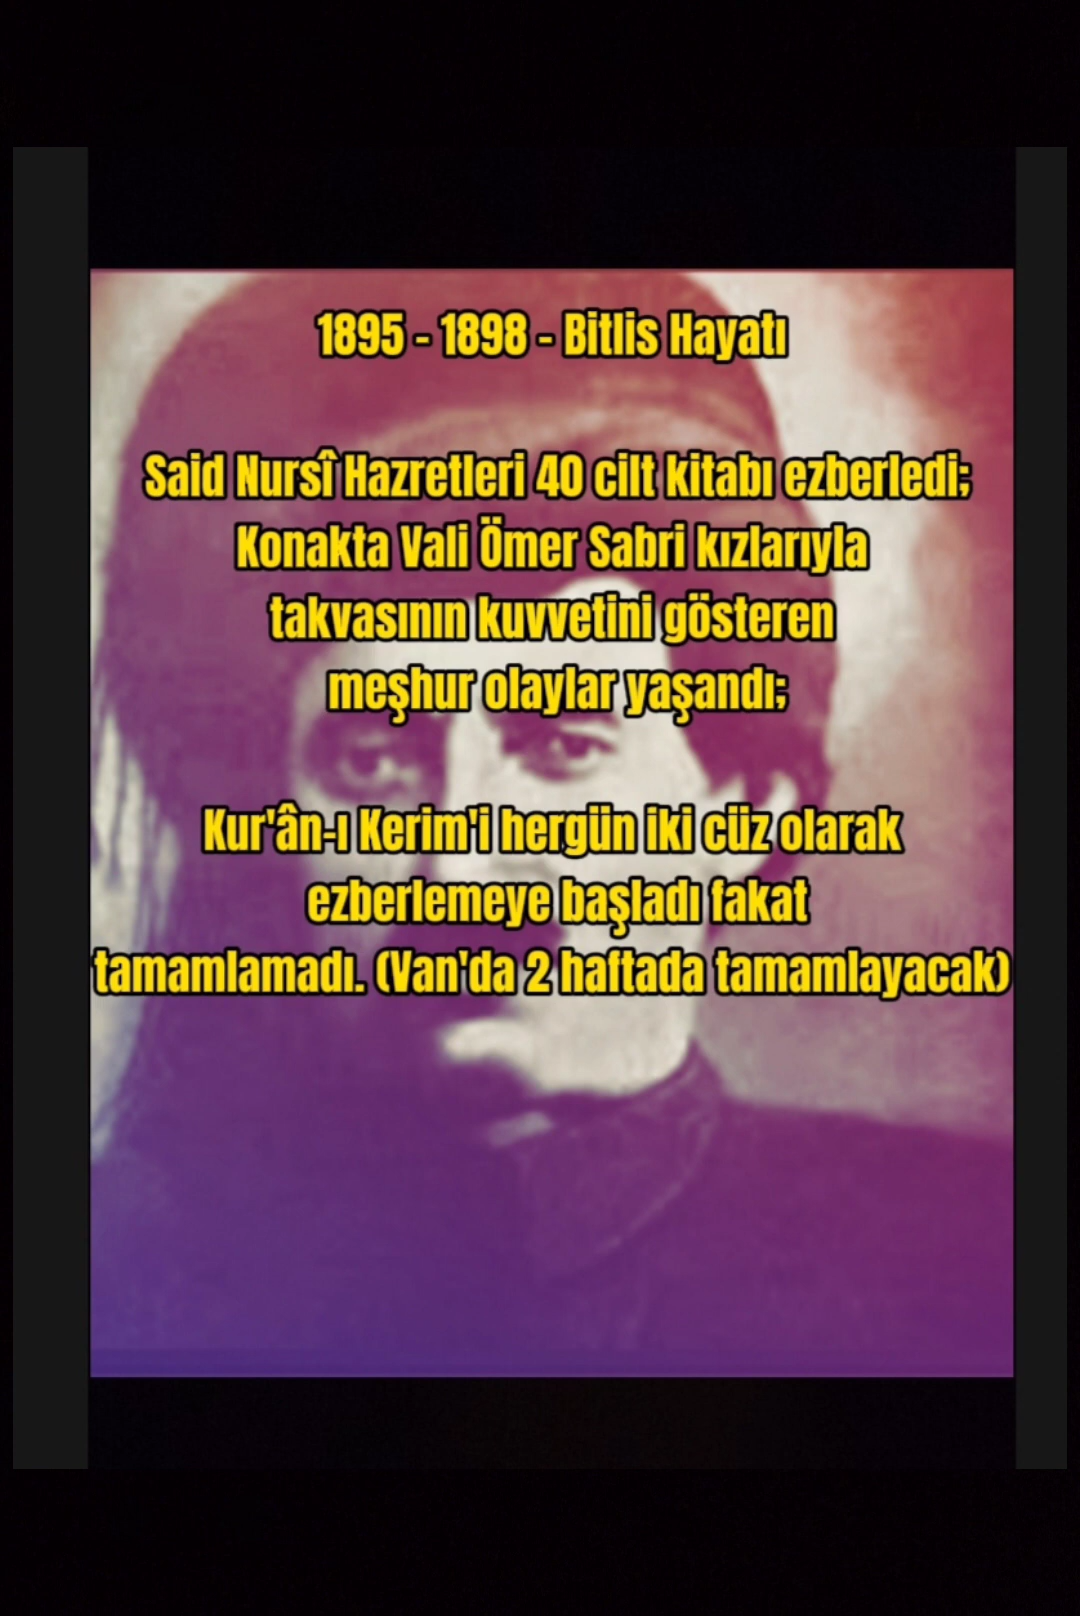 1895 - 1898 - Bitlis Hayatı
Said Nursî Hazretleri 40 cilt kitabı ezberledi;
Konakta Vali Ömer Sabri kızlarıyla
takvasının kuvvetini gösteren
meşhur olaylar yaşandı;
Kur'ân-ı Kerim'i hergün iki cüz olarak
ezberlemeye başladı fakat
tamamlamadı. (Van'da 2 haftada tamamlayacak)